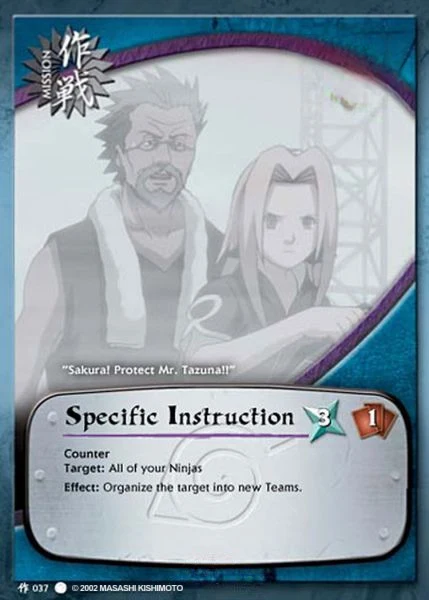 MISSION
作戦
"Sakura! Protect Mr. Tazuna!!"
Specific Instruction 3 1
Counter
Target: All of your Ninjas
Effect: Organize the target into new Teams.
作 037 © 2002 MASASHI KISHIMOTO